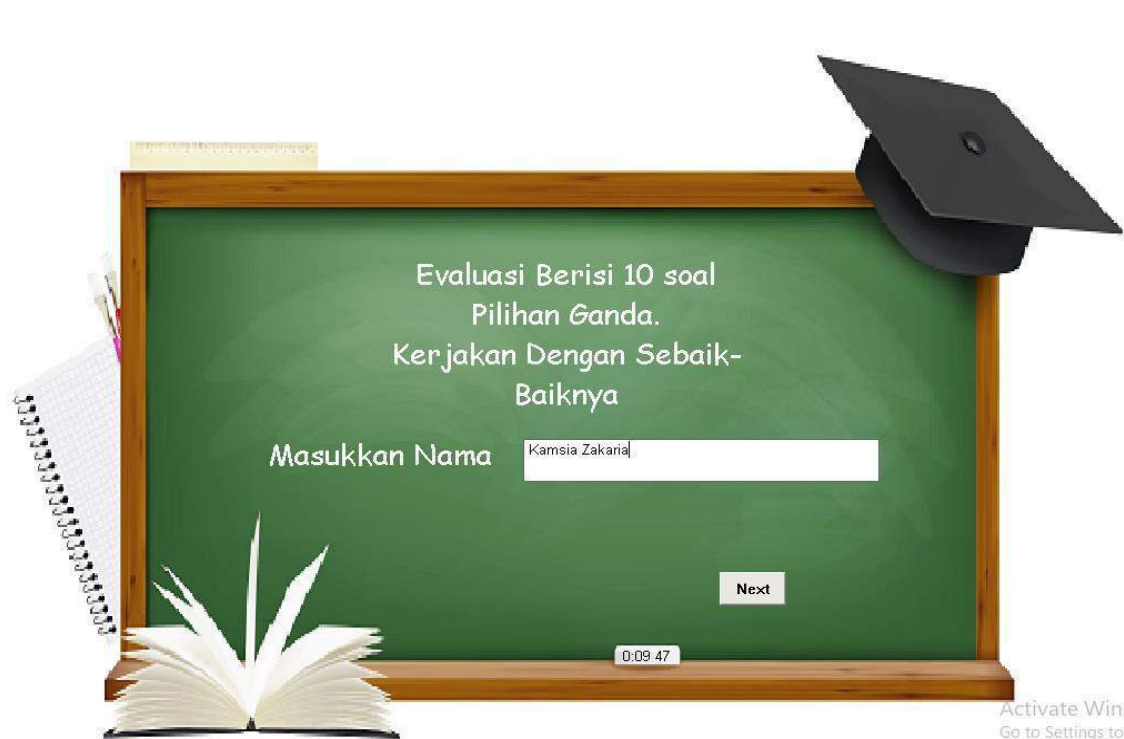 Evaluasi Berisi 10 soal
Pilihan Ganda.
Kerjakan Dengan Sebaik-
Baiknya
Masukkan Nama
Kamsia Zakaria
Next
0:09 47
Activate Win
Go to Settings to